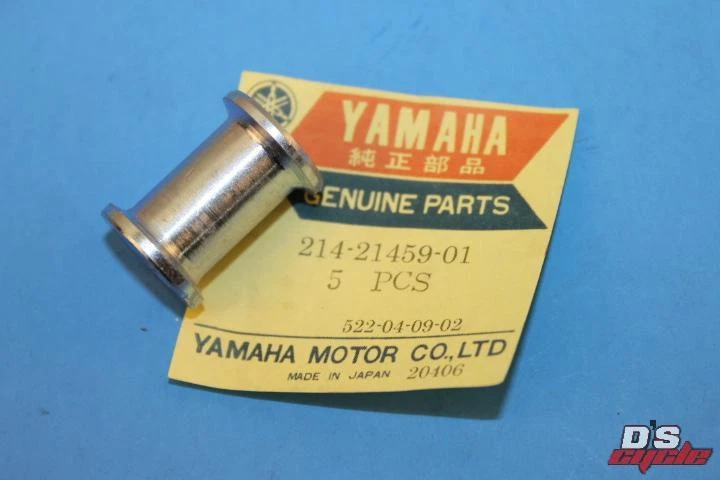 YAMAHA
純正部品
GENUINE PARTS
214-21459-01
5 PCS
522-04-09-02
YAMAHA MOTOR CO.,LTD
MADE IN JAPAN 20406
D'S
cycle